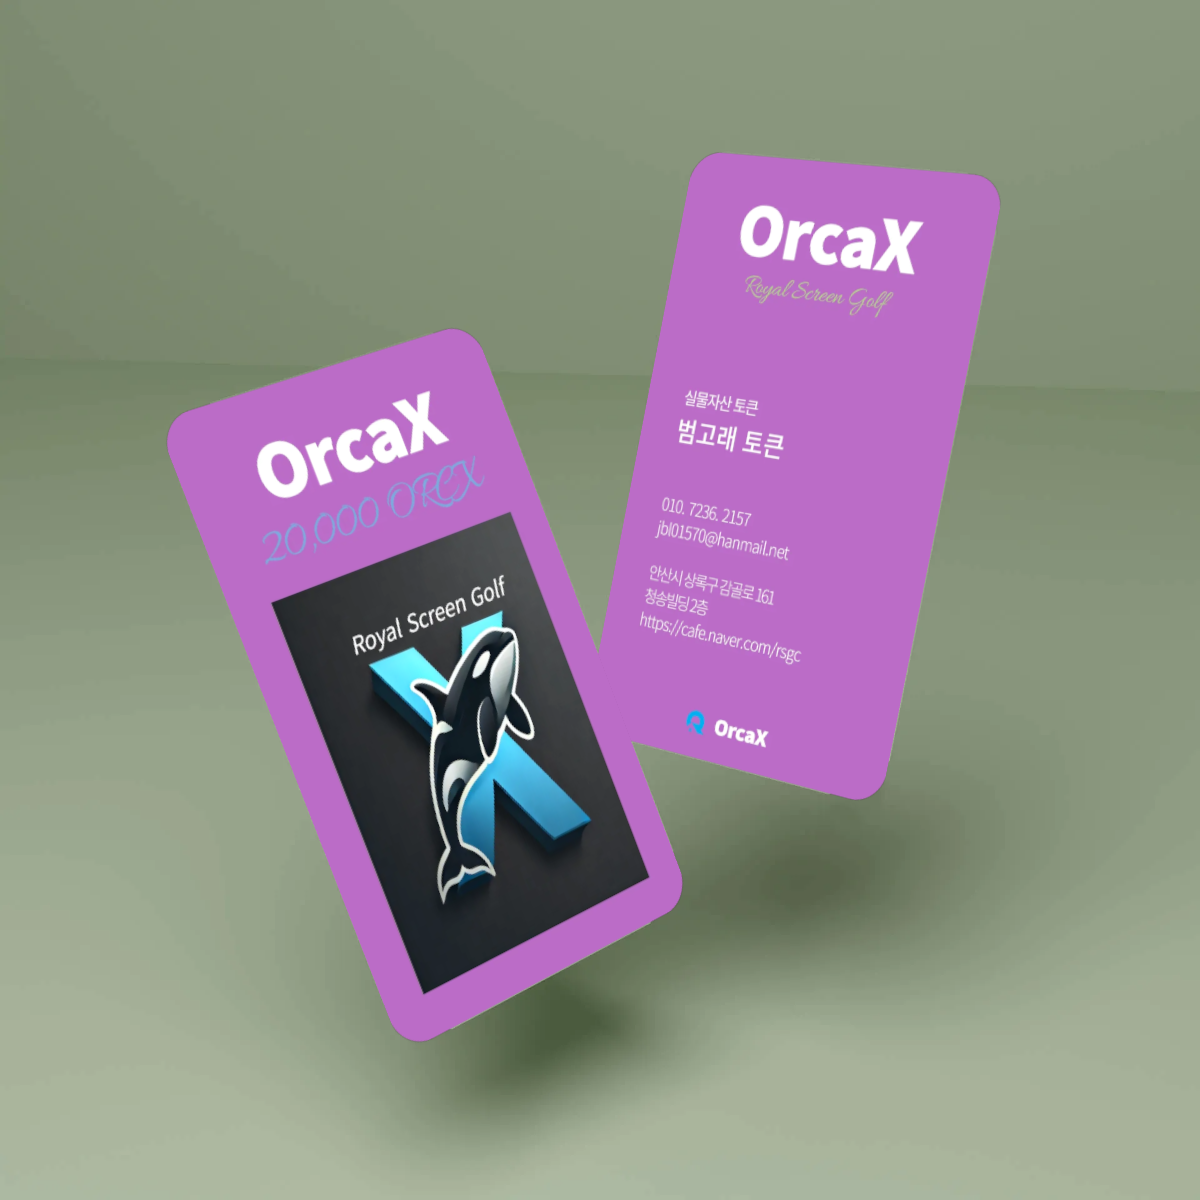 OrcaX
20,000 ORCX
Royal Screen Golf
OrcaX
Royal Screen Golf
실물자산 토큰
범고래 토큰
010. 7236. 2157
jbl01570@hanmail.net
안산시 상록구 감골로 161
청송빌딩 2층
https://cafe.naver.com/rsgc
OrcaX